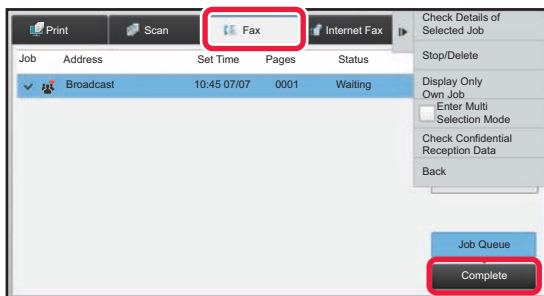 Print
Scan
Fax
Internet Fax
Check Details of
Selected Job
Job Address Set Time Pages Status
Stop/Delete
Broadcast 10:45 07/07 0001 Waiting
Display Only
Own Job
Enter Multi
Selection Mode
Check Confidential
Reception Data
Back
Job Queue
Complete